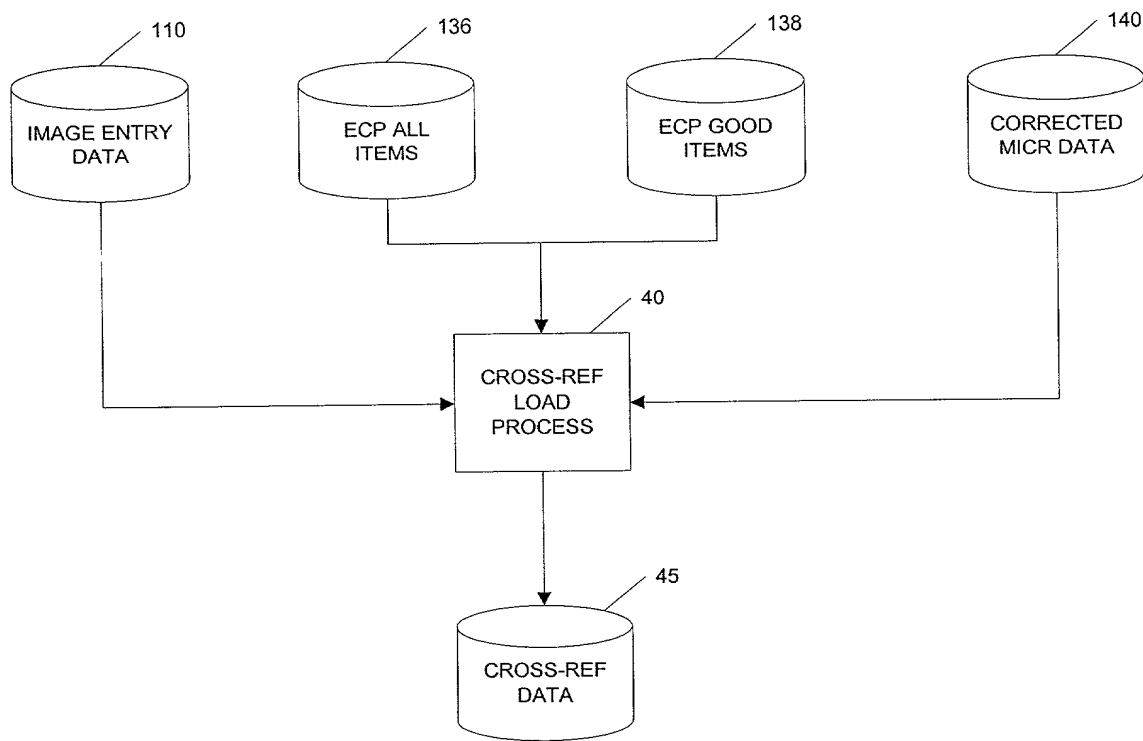 110
136
138
140
IMAGE ENTRY
DATA
ECP ALL
ITEMS
ECP GOOD
ITEMS
CORRECTED
MICR DATA
40
CROSS-REF
LOAD
PROCESS
45
CROSS-REF
DATA